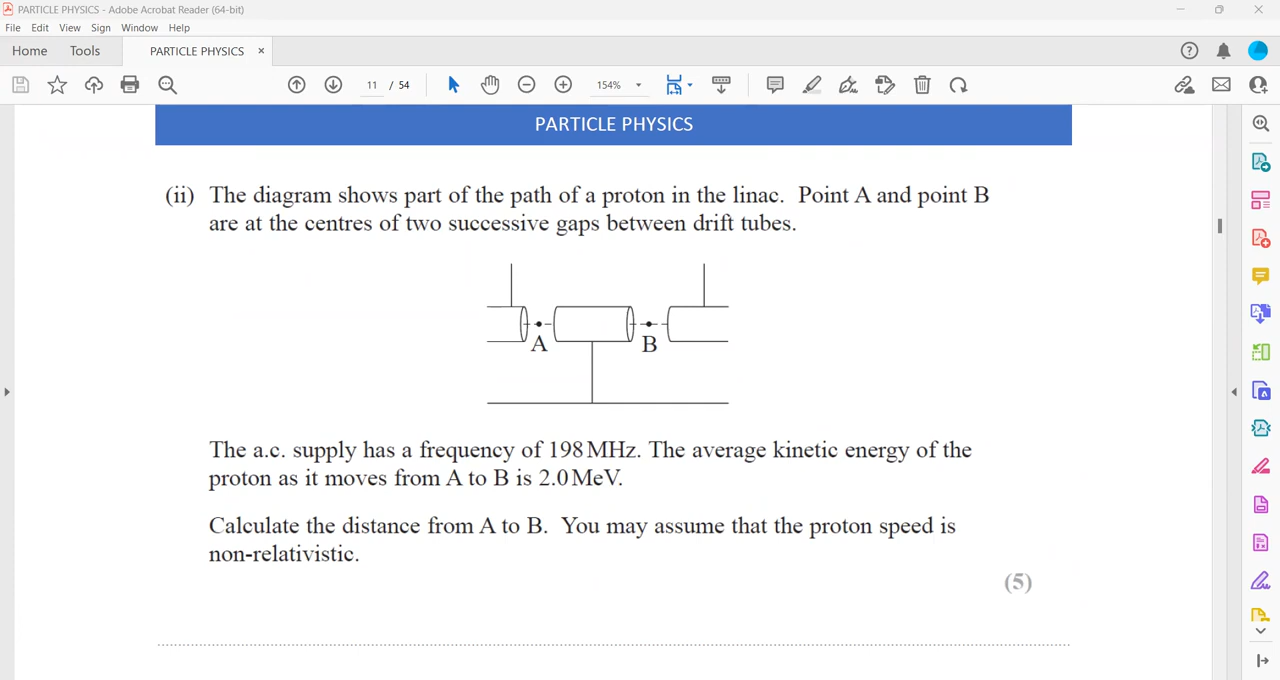 PARTICLE PHYSICS - Adobe Acrobat Reader (64-bit)
File Edit View Sign Window Help
Home Tools PARTICLE PHYSICS ×
11 / 54 154%
PARTICLE PHYSICS
(ii) The diagram shows part of the path of a proton in the linac. Point A and point B
are at the centres of two successive gaps between drift tubes.
A B
The a.c. supply has a frequency of 198 MHz. The average kinetic energy of the
proton as it moves from A to B is 2.0 MeV.
Calculate the distance from A to B. You may assume that the proton speed is
non-relativistic.
(5)